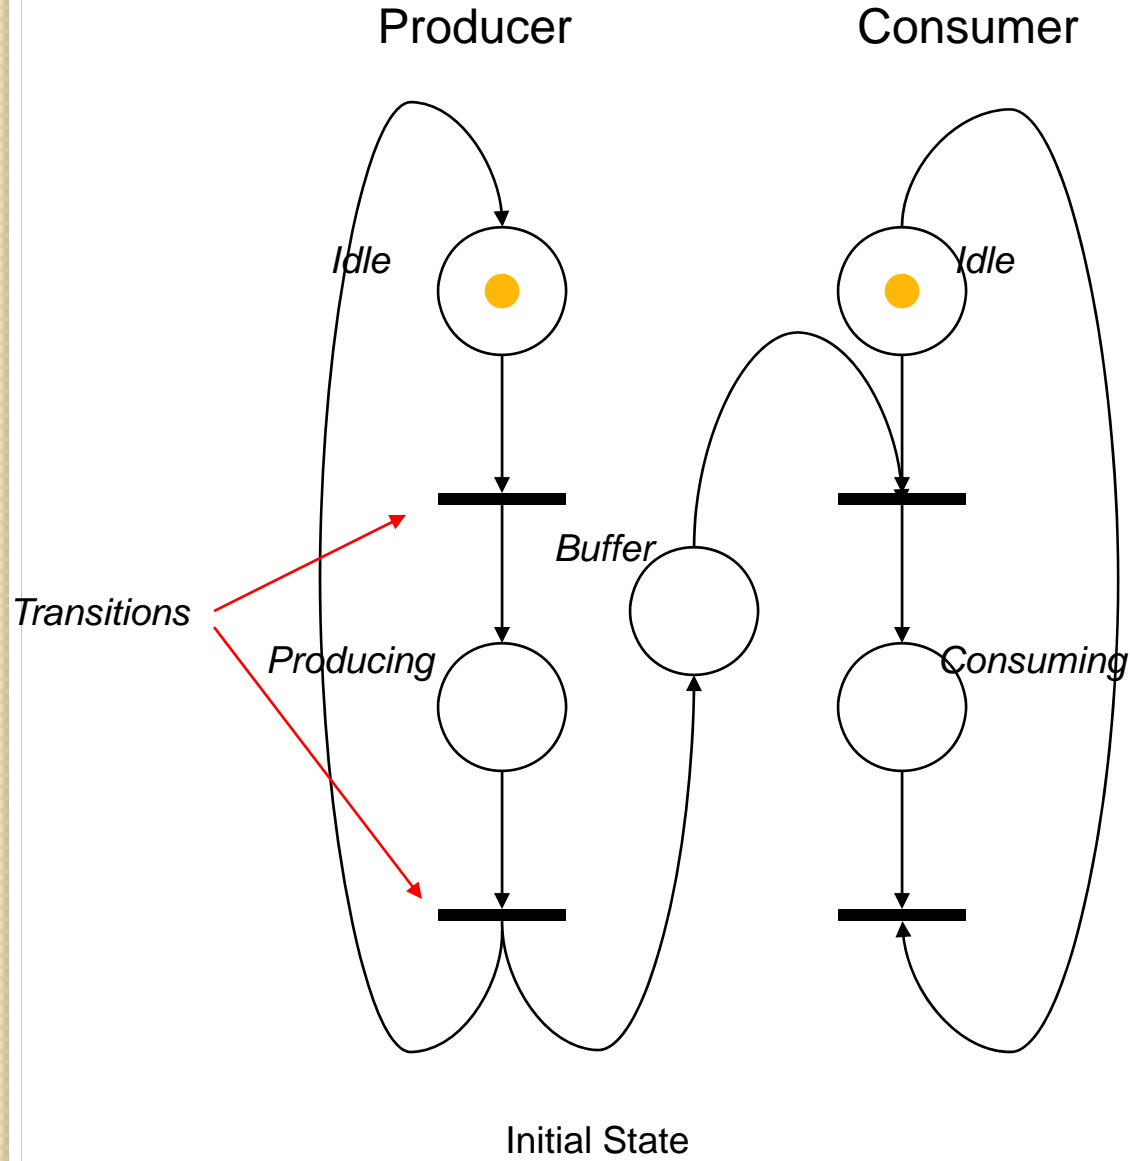 Producer
Consumer
Idle
Idle
Buffer
Transitions
Producing
Consuming
Initial State